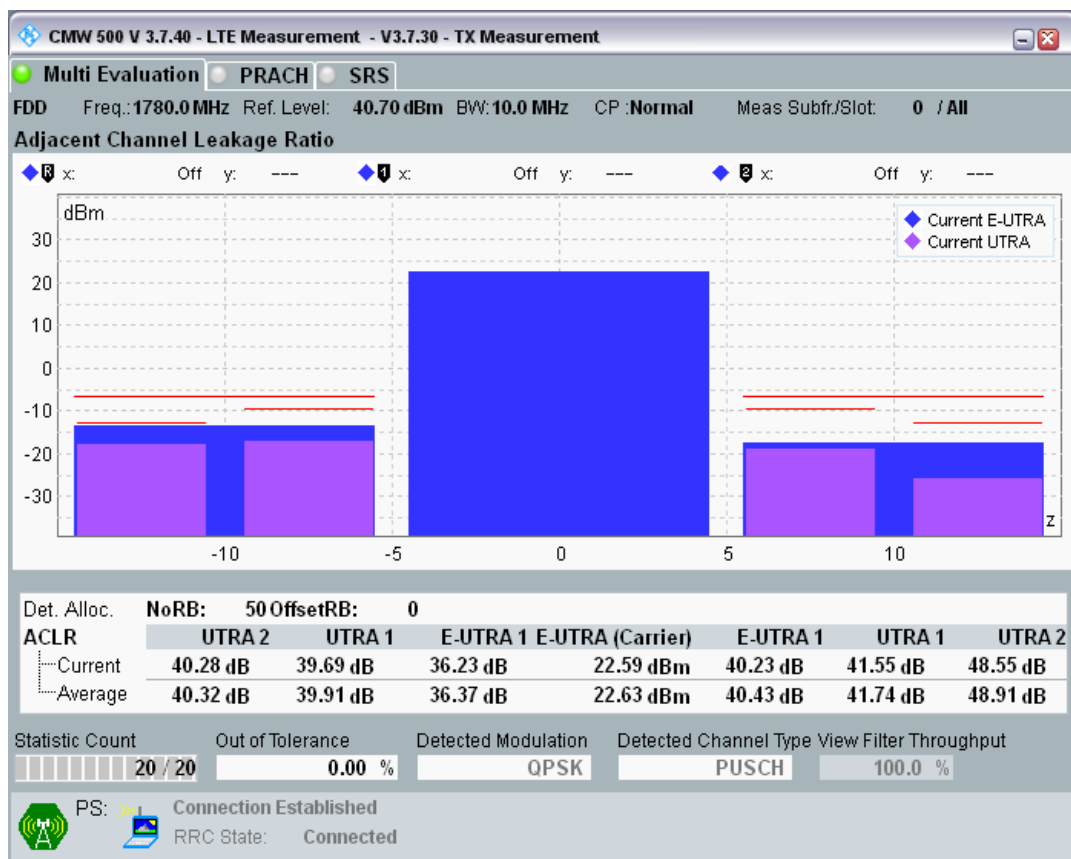 CMW 500 V 3.7.40 - LTE Measurement - V3.7.30 - TX Measurement
Multi Evaluation PRACH SRS
FDD Freq.: 1780.0 MHz Ref. Level: 40.70 dBm BW: 10.0 MHz CP :Normal Meas Subfr./Slot: 0 / All
Adjacent Channel Leakage Ratio
R x: Off y: --- 1 x: Off y: --- 2 x: Off y: ---
dBm
Current E-UTRA
Current UTRA
30
20
10
0
-10
-20
-30
z
-10 -5 0 5 10
Det. Alloc. NoRB: 50 OffsetRB: 0
ACLR UTRA 2 UTRA 1 E-UTRA 1 E-UTRA (Carrier) E-UTRA 1 UTRA 1 UTRA 2
Current 40.28 dB 39.69 dB 36.23 dB 22.59 dBm 40.23 dB 41.55 dB 48.55 dB
Average 40.32 dB 39.91 dB 36.37 dB 22.63 dBm 40.43 dB 41.74 dB 48.91 dB
Statistic Count Out of Tolerance Detected Modulation Detected Channel Type View Filter Throughput
20 / 20 0.00 % QPSK PUSCH 100.0 %
PS: Connection Established
RRC State: Connected